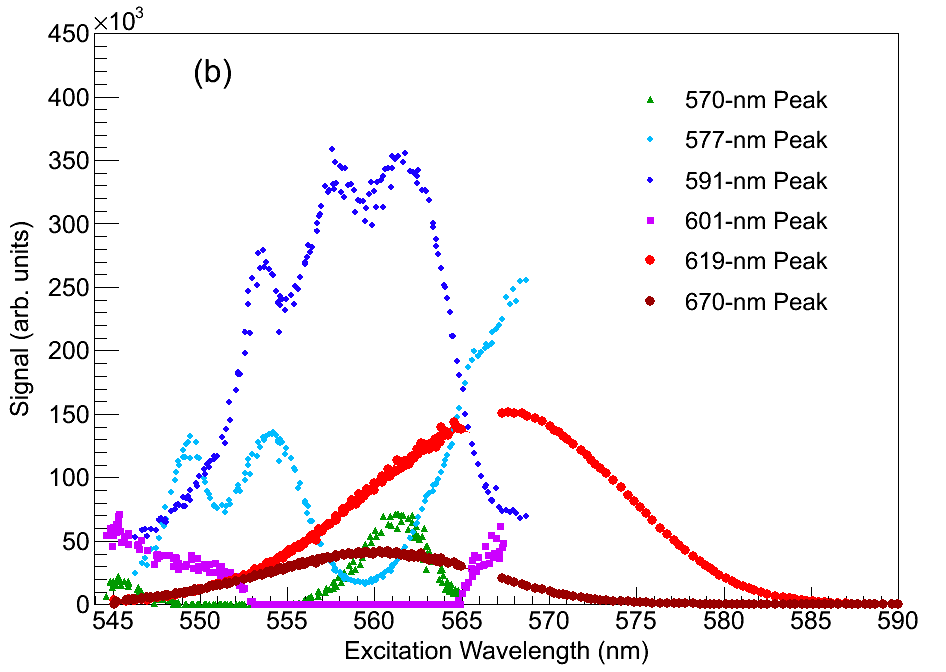 ×10³
(b)
450
400
350
300
250
200
150
100
50
0
Signal (arb. units)
570-nm Peak
577-nm Peak
591-nm Peak
601-nm Peak
619-nm Peak
670-nm Peak
545 550 555 560 565 570 575 580 585 590
Excitation Wavelength (nm)